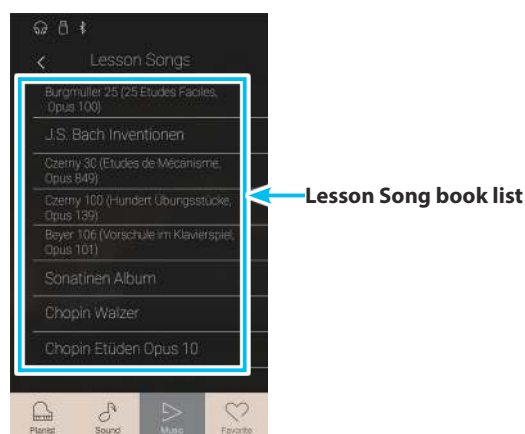 Lesson Songs
Burgmüller 25 (25 Etudes Faciles,
Opus 100)
J.S. Bach Inventionen
Czerny 30 (Etudes de Mécanisme,
Opus 849)
Czerny 100 (Hundert Übungsstücke,
Opus 139)
Beyer 106 (Vorschule im Klavierspiel,
Opus 101)
Sonatinen Album
Chopin Walzer
Chopin Etüden Opus 10
Lesson Song book list
Pianist Sound Music Favorite